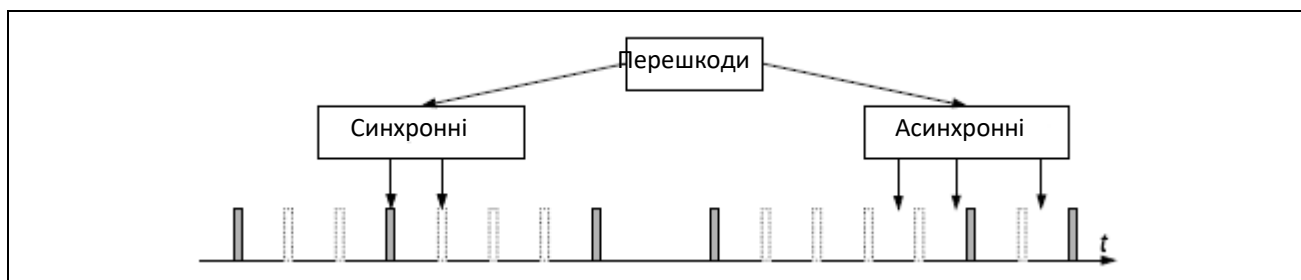 Перешкоди
Синхронні
Асинхронні
t